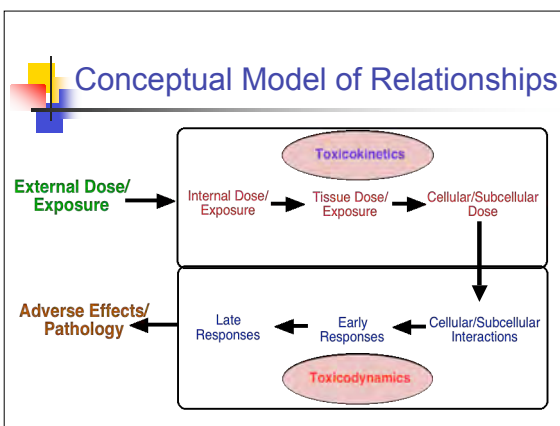 Conceptual Model of Relationships
Toxicokinetics
External Dose/
Exposure
Internal Dose/
Exposure
Tissue Dose/
Exposure
Cellular/Subcellular
Dose
Adverse Effects/
Pathology
Late
Responses
Early
Responses
Cellular/Subcellular
Interactions
Toxicodynamics